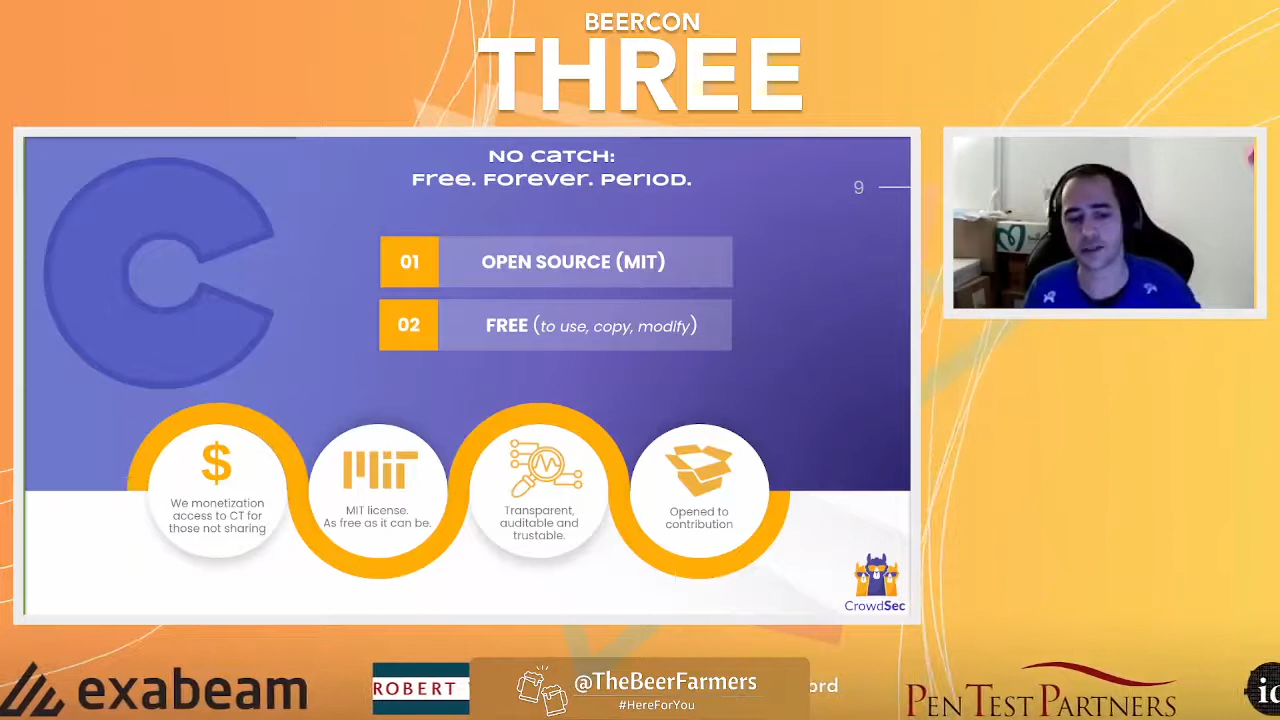 BEERCON
THREE
NO CATCH:
Free. Forever. Period.
9
01
OPEN SOURCE (MIT)
02
FREE (to use, copy, modify)
$
We monetization
access to CT for
those not sharing
MIT
MIT license.
As free as it can be.
Transparent,
auditable and
trustable.
Opened to
contribution
CrowdSec
exabeam
ROBERT
@TheBeerFarmers
#HereForYou
ord
PEN TEST PARTNERS